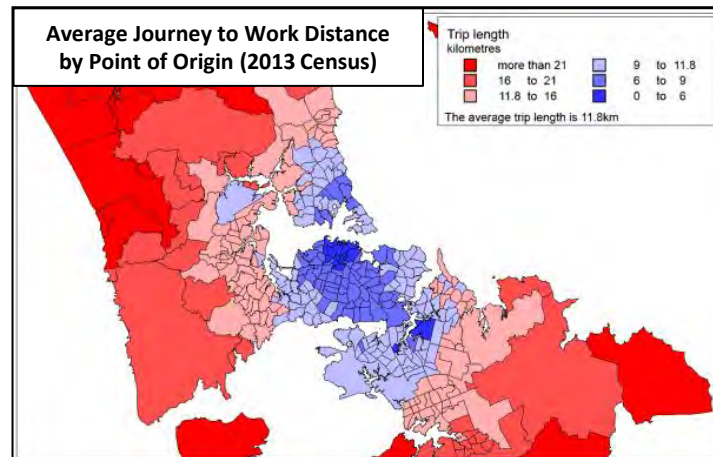 Average Journey to Work Distance
by Point of Origin (2013 Census)
Trip length
kilometres
more than 21
16 to 21
11.8 to 16
9 to 11.8
6 to 9
0 to 6
The average trip length is 11.8km